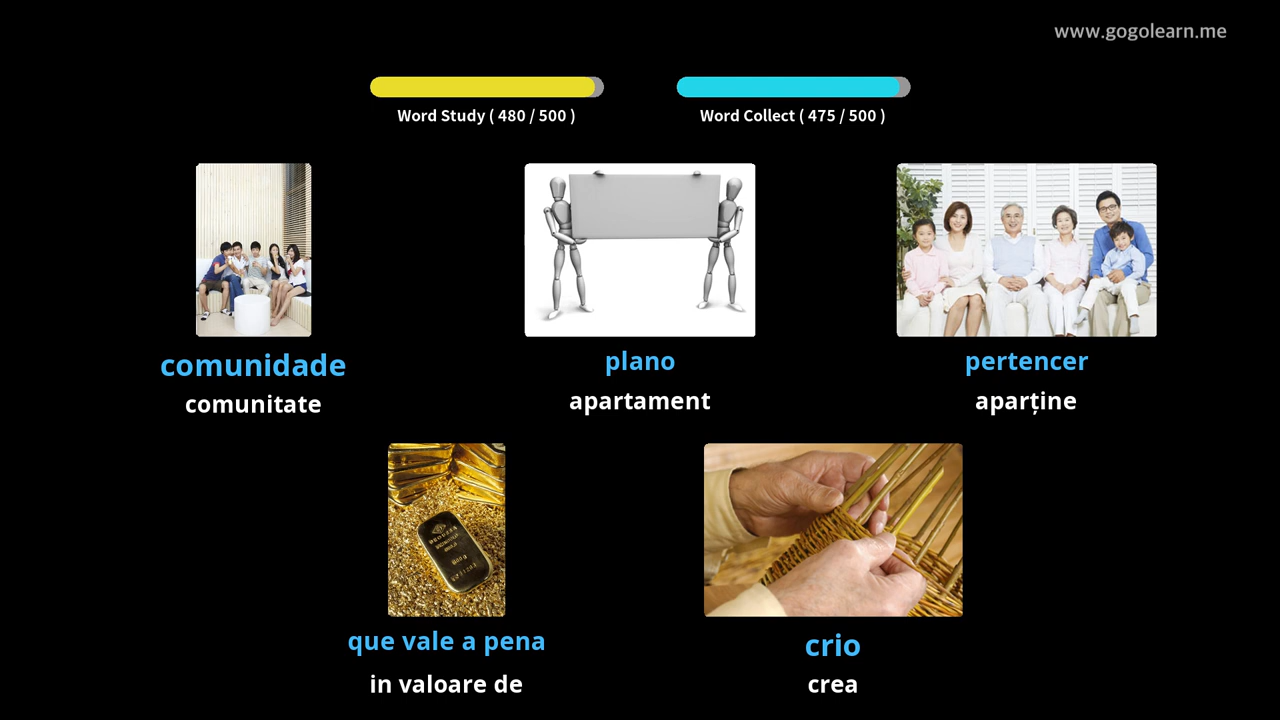 www.gogolearn.me
Word Study ( 480 / 500 )
Word Collect ( 475 / 500 )
comunidade
comunitate
plano
apartament
pertencer
aparține
que vale a pena
in valoare de
crio
crea